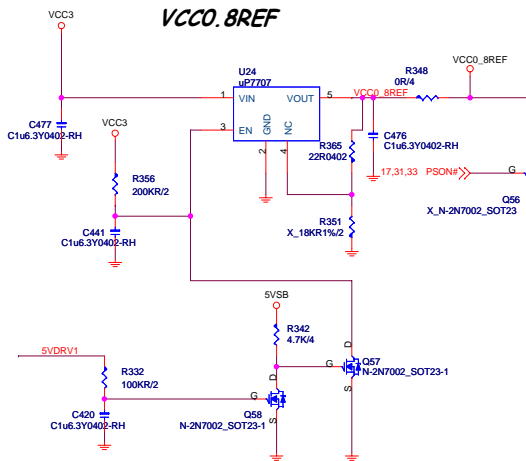 VCC0.8REF
VCC3
U24
uP7707
VCC0_8REF
R348
0R/4
1
VIN
VOUT
5
VCC0_8REF
3
EN
GND
NC
2
4
C477
C1u6.3Y0402-RH
VCC3
R365
22R0402
C476
C1u6.3Y0402-RH
R356
200KR/2
17,31,33
PSON#
G
Q56
X_N-2N7002_SOT23
R351
X_18KR1%/2
C441
C1u6.3Y0402-RH
5VSB
R342
4.7K/4
D
G
S
Q57
N-2N7002_SOT23-1
5VDRV1
R332
100KR/2
D
G
S
Q58
N-2N7002_SOT23-1
C420
C1u6.3Y0402-RH